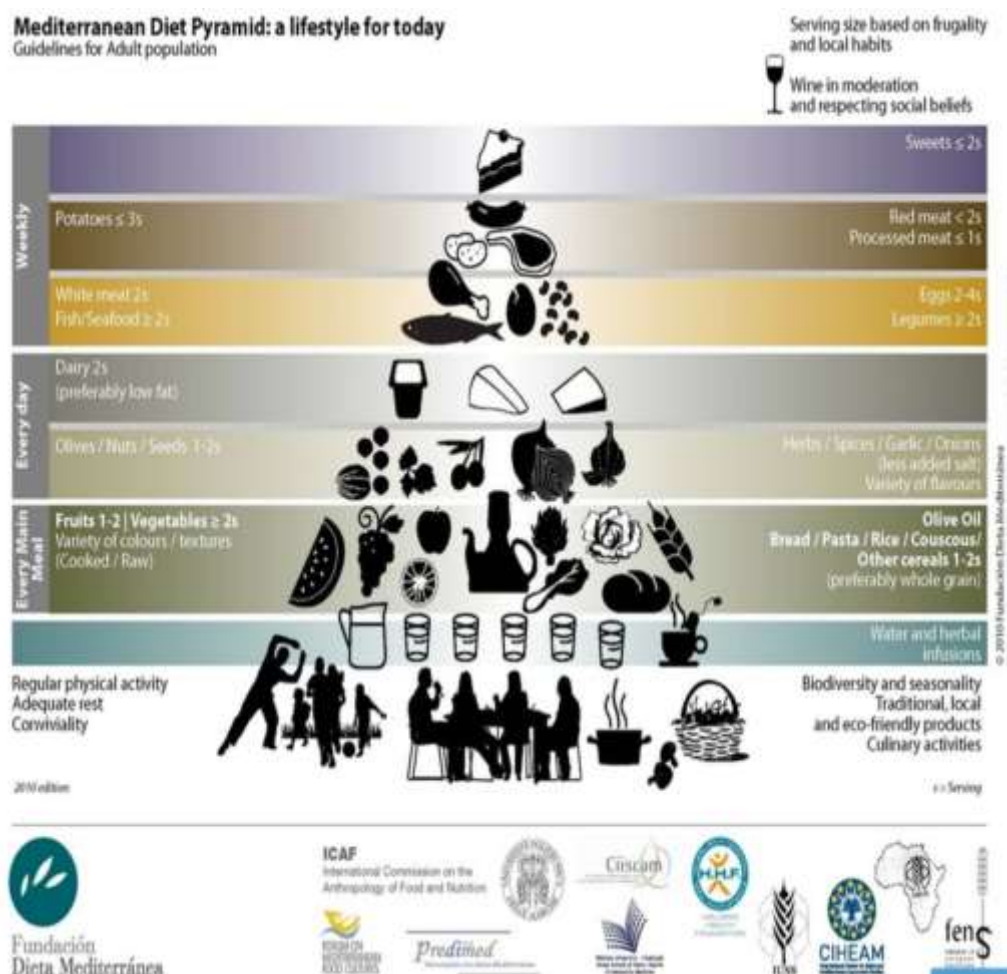 Mediterranean Diet Pyramid: a lifestyle for today
Guidelines for Adult population
Serving size based on frugality
and local habits
Wine in moderation
and respecting social beliefs
Weekly
Sweets ≤ 2s
Potatoes ≤ 3s
Red meat < 2s
Processed meat ≤ 1s
White meat 2s
Fish/Seafood ≥ 2s
Eggs 2-4s
Legumes ≥ 2s
Every day
Dairy 2s
(preferably low fat)
Olives / Nuts / Seeds 1-2s
Herbs / Spices / Garlic / Onions
(less added salt)
Variety of flavours
Every Main
Meal
Fruits 1-2 | Vegetables ≥ 2s
Variety of colours / textures
(Cooked / Raw)
Olive Oil
Bread / Pasta / Rice / Couscous/
Other cereals 1-2s
(preferably whole grain)
Water and herbal
infusions
© 2010 Fundación Dieta Mediterránea
Regular physical activity
Adequate rest
Conviviality
Biodiversity and seasonality
Traditional, local
and eco-friendly products
Culinary activities
2010 edition
s = Serving
Fundación
Dieta Mediterránea
ICAF
International Commission on the
Anthropology of Food and Nutrition
FORUM ON
MEDITERRANEAN
FOOD CULTURES
Predimed
Ciiscam
H.H.F.
CIHEAM
fens